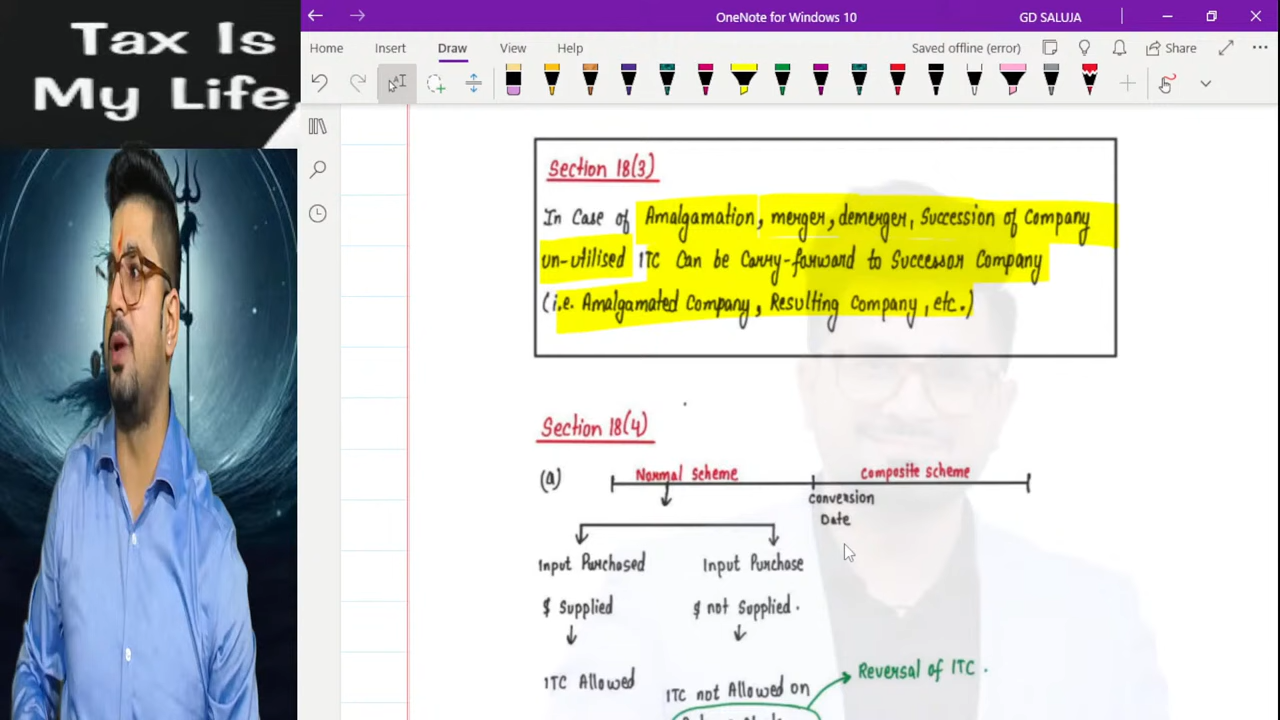 Tax Is
My Life
OneNote for Windows 10
GD SALUJA
Home
Insert
Draw
View
Help
Saved offline (error)
Share
Section 18(3)
In Case of Amalgamation, merger, demerger, Succession of Company
un-utilised ITC Can be Carry-forward to Successor Company
(i.e. Amalgamated Company, Resulting Company, etc.)
Section 18(4)
(a)
Normal Scheme
Composite scheme
Conversion
Date
Input Purchased
$ Supplied
ITC Allowed
Input Purchase
$ not Supplied.
ITC not Allowed on
Reversal of ITC.